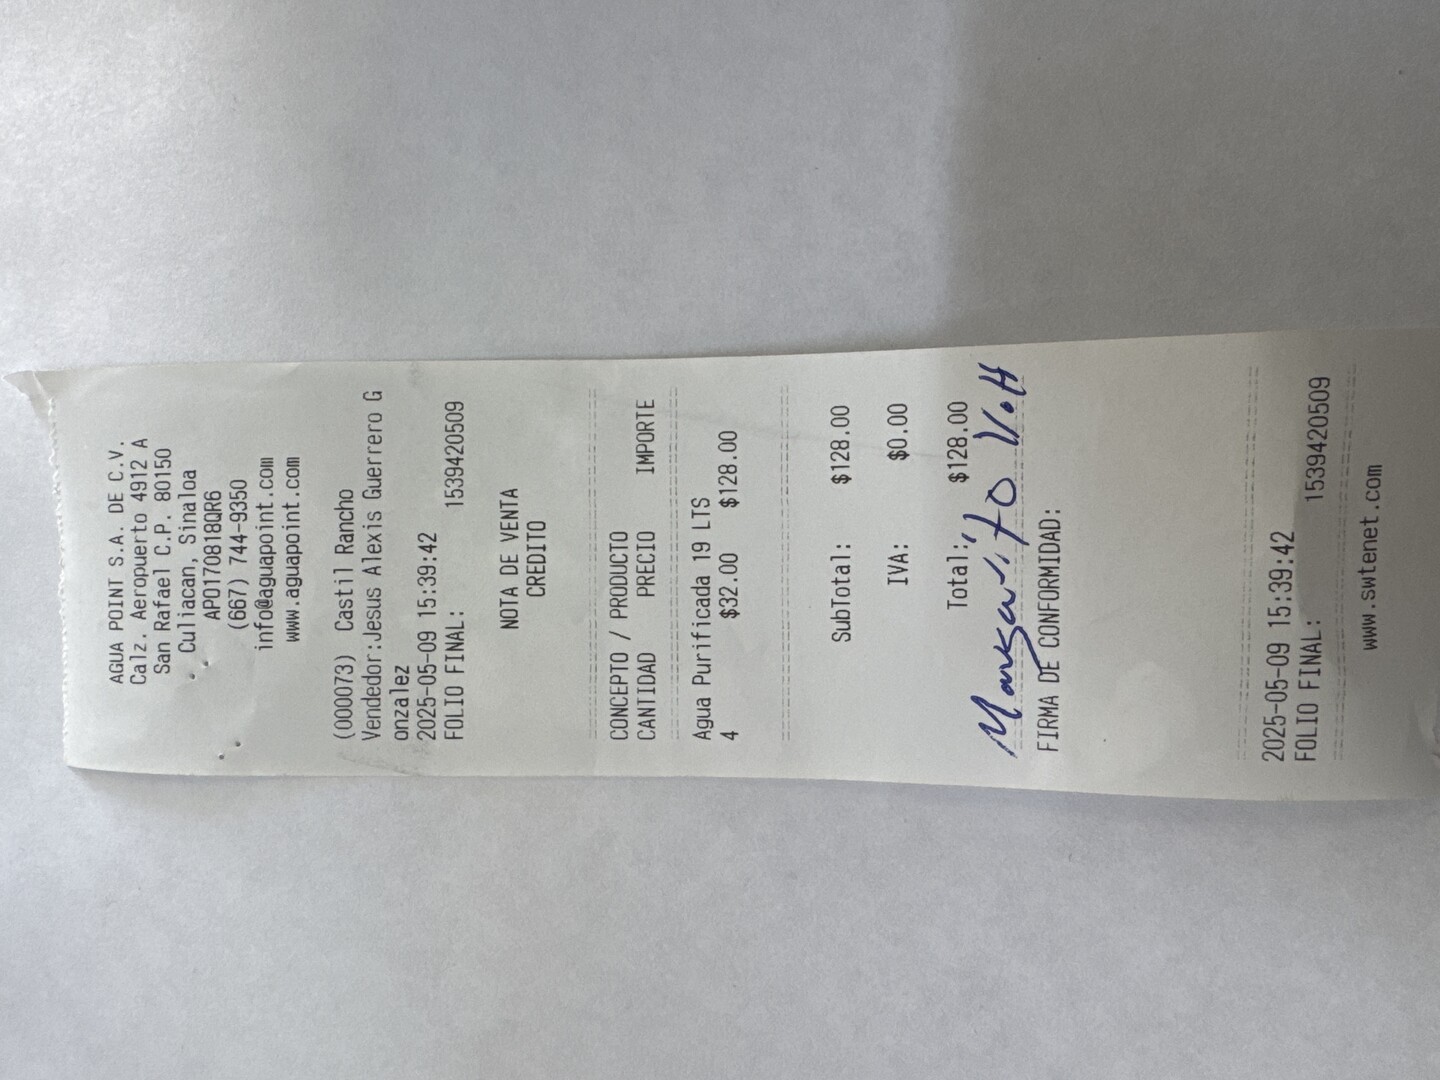 AGUA POINT S.A. DE C.V.
Calz. Aeropuerto 4912 A
San Rafael C.P. 80150
Culiacan, Sinaloa
APO170818QR6
(667) 744-9350
info@aguapoint.com
www.aguapoint.com
(000073) Castil Rancho
Vendedor:Jesus Alexis Guerrero G
onzalez
2025-05-09 15:39:42
FOLIO FINAL: 1539420509
NOTA DE VENTA
CREDITO
CONCEPTO / PRODUCTO
CANTIDAD PRECIO IMPORTE
Agua Purificada 19 LTS
4 $32.00 $128.00
SubTotal: $128.00
IVA: $0.00
Total: $128.00
Margarito
FIRMA DE CONFORMIDAD:
2025-05-09 15:39:42
FOLIO FINAL: 1539420509
www.swtenet.com